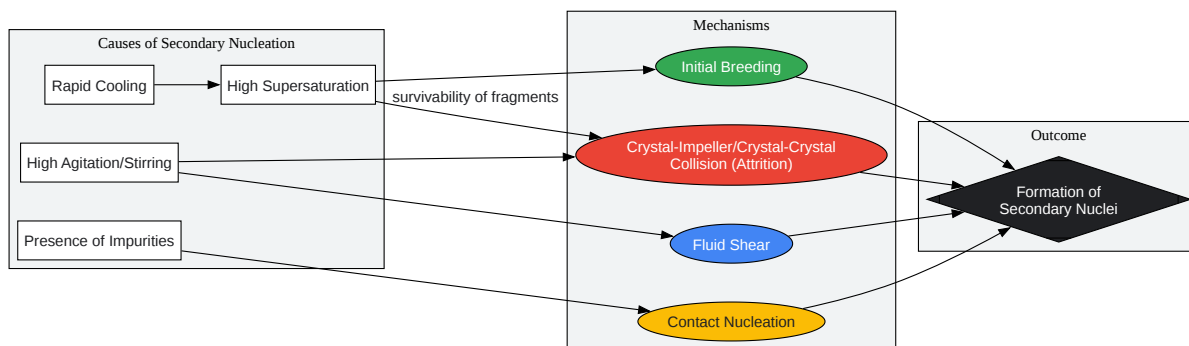 Causes of Secondary Nucleation
Rapid Cooling
High Supersaturation
High Agitation/Stirring
Presence of Impurities
survivability of fragments
Mechanisms
Initial Breeding
Crystal-Impeller/Crystal-Crystal
Collision (Attrition)
Fluid Shear
Contact Nucleation
Outcome
Formation of
Secondary Nuclei